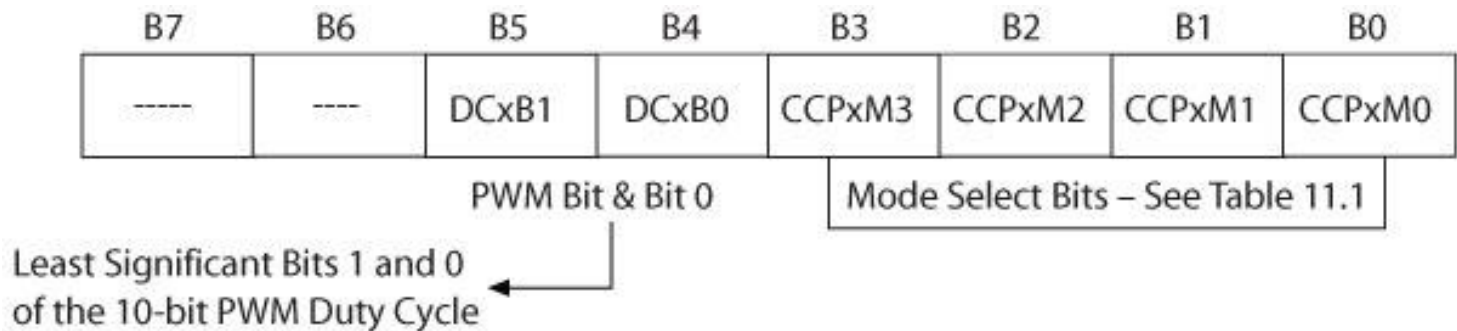 B7 B6 B5 B4 B3 B2 B1 B0
----- ---- DCxB1 DCxB0 CCPxM3 CCPxM2 CCPxM1 CCPxM0
PWM Bit & Bit 0 Mode Select Bits – See Table 11.1
Least Significant Bits 1 and 0
of the 10-bit PWM Duty Cycle